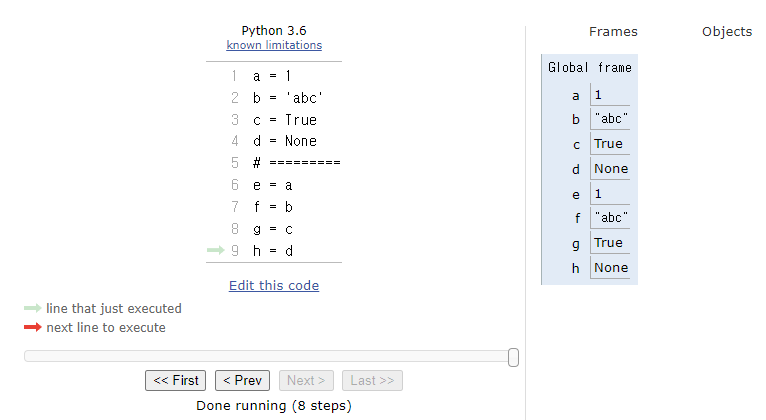 Python 3.6
known limitations
1 a = 1
2 b = 'abc'
3 c = True
4 d = None
5 # =========
6 e = a
7 f = b
8 g = c
9 h = d
Edit this code
line that just executed
next line to execute
<< First < Prev Next > Last >>
Done running (8 steps)
Frames Objects
Global frame
a 1
b "abc"
c True
d None
e 1
f "abc"
g True
h None